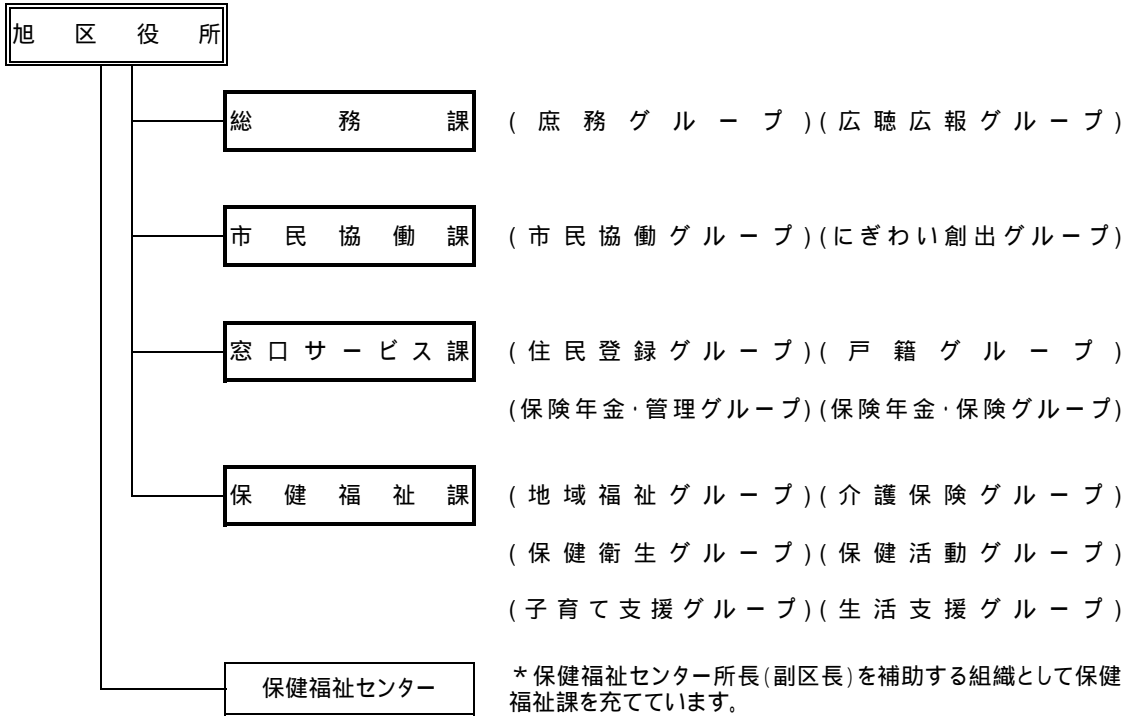 旭区役所
総務課 (庶務グループ)(広聴広報グループ)
市民協働課 (市民協働グループ)(にぎわい創出グループ)
窓口サービス課 (住民登録グループ)(戸籍グループ)
(保険年金・管理グループ)(保険年金・保険グループ)
保健福祉課 (地域福祉グループ)(介護保険グループ)
(保健衛生グループ)(保健活動グループ)
(子育て支援グループ)(生活支援グループ)
保健福祉センター *保健福祉センター所長(副区長)を補助する組織として保健
福祉課を充てています。